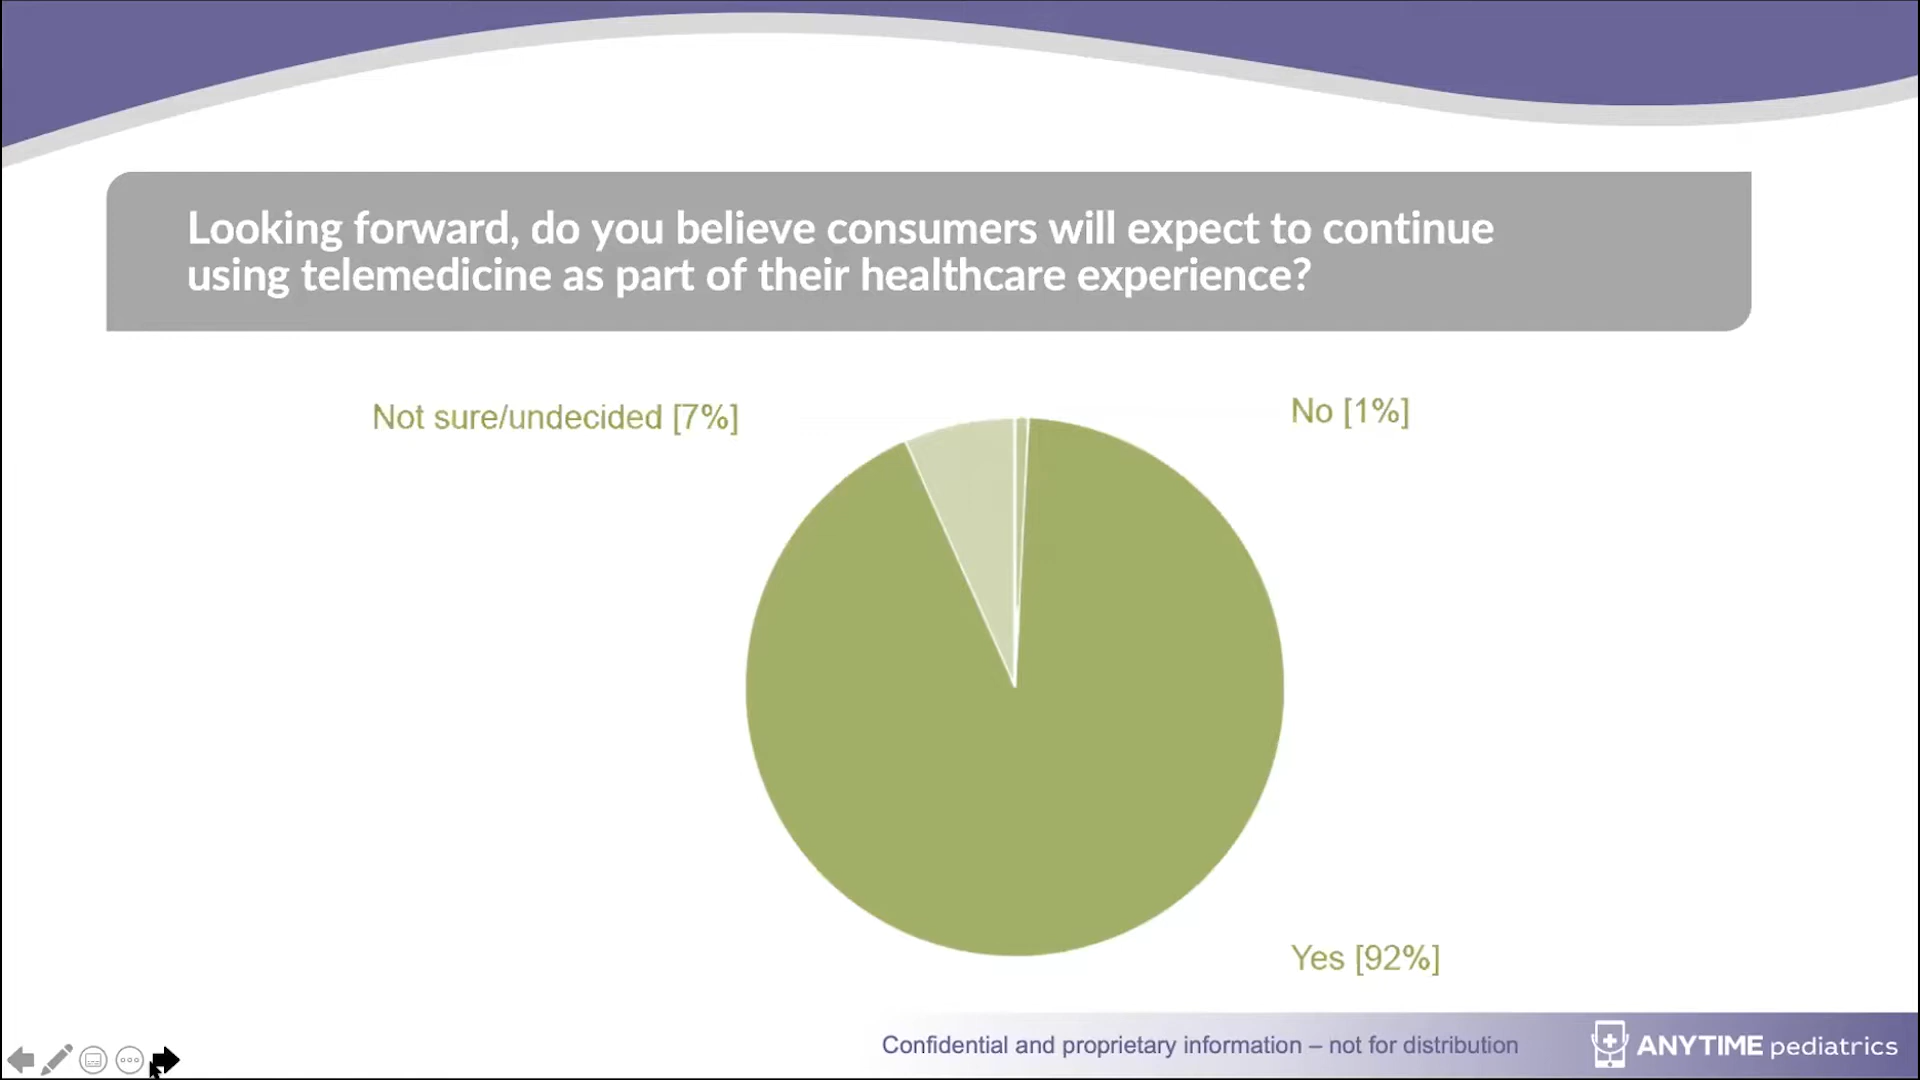 Looking forward, do you believe consumers will expect to continue
using telemedicine as part of their healthcare experience?
Not sure/undecided [7%]
No [1%]
Yes [92%]
Confidential and proprietary information – not for distribution
ANYTIME pediatrics